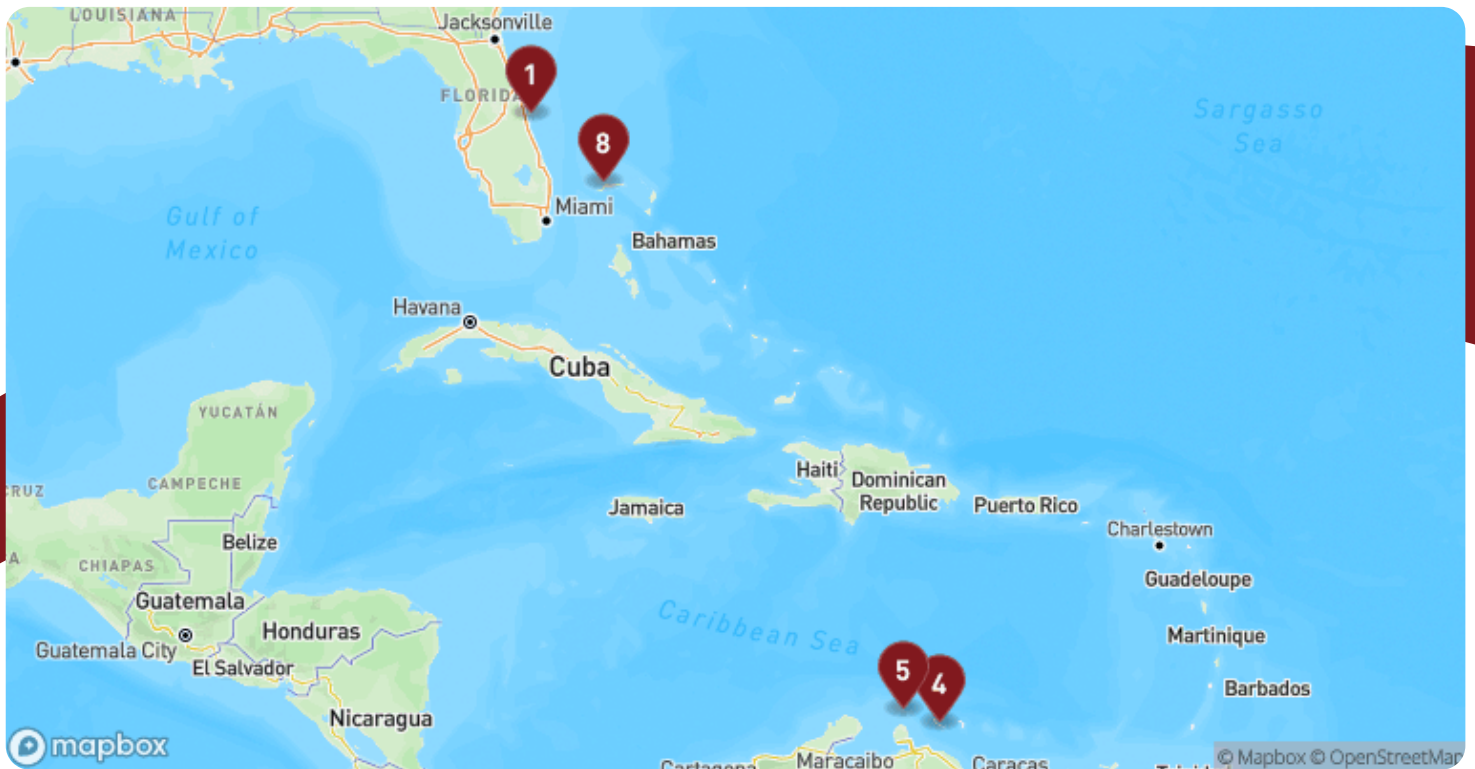 LOUISIANA
Jacksonville
1
FLORIDA
Sargasso
Sea
8
Gulf of
Mexico
Miami
Bahamas
Havana
Cuba
YUCATÁN
CAMPECHE
CRUZ
Haiti
Dominican
Republic
Puerto Rico
Jamaica
Charlestown
Belize
CHIAPAS
A
Guadeloupe
Guatemala
Caribbean Sea
Honduras
Martinique
Guatemala City
El Salvador
5
4
Barbados
Nicaragua
mapbox
Maracaibo
Caracas
© Mapbox © OpenStreetMap